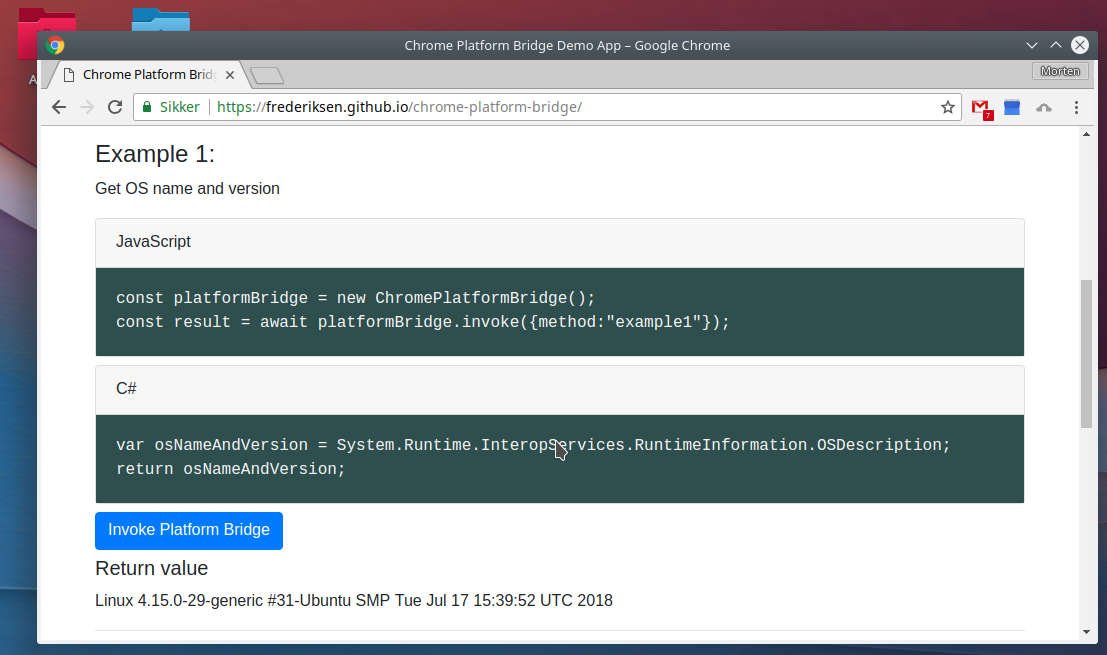 Chrome Platform Bridge Demo App – Google Chrome
Chrome Platform Brid
Morten
Sikker
https://frederiksen.github.io/chrome-platform-bridge/
7
A
Example 1:
Get OS name and version
JavaScript
const platformBridge = new ChromePlatformBridge();
const result = await platformBridge.invoke({method:"example1"});
C#
var osNameAndVersion = System.Runtime.InteropServices.RuntimeInformation.OSDescription;
return osNameAndVersion;
Invoke Platform Bridge
Return value
Linux 4.15.0-29-generic #31-Ubuntu SMP Tue Jul 17 15:39:52 UTC 2018